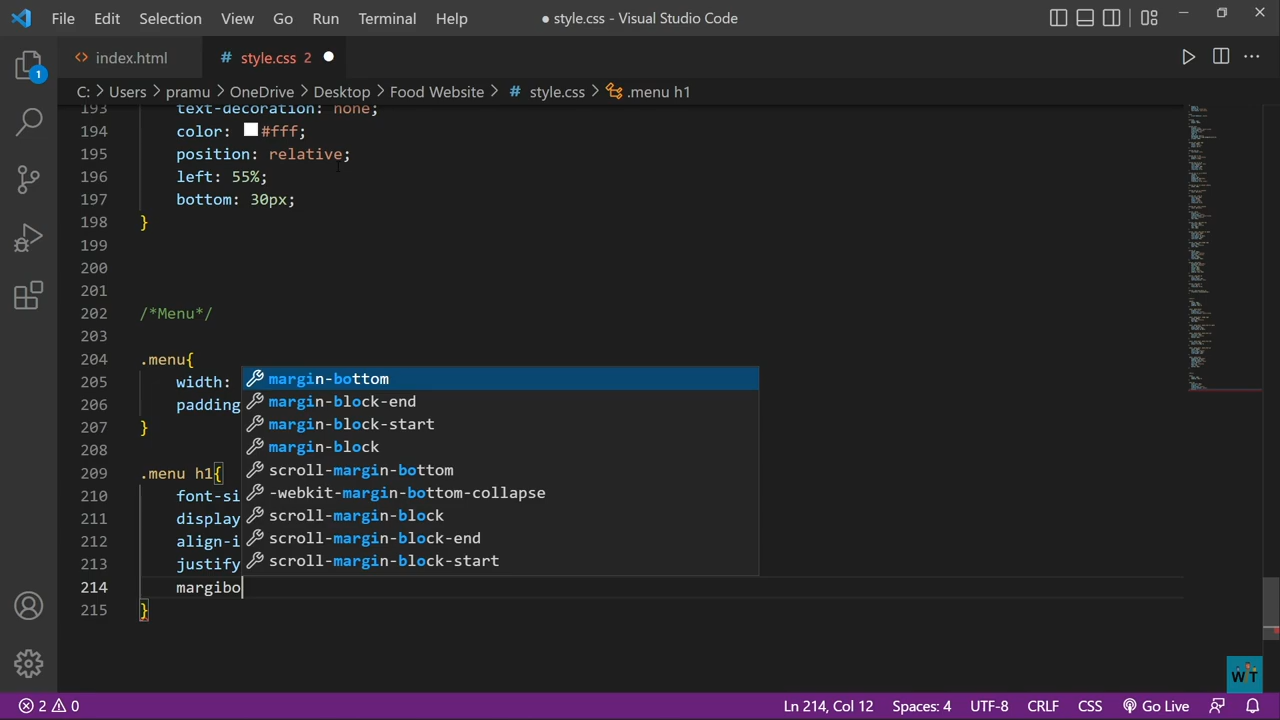 File Edit Selection View Go Run Terminal Help ● style.css - Visual Studio Code
index.html # style.css 2
C: > Users > pramu > OneDrive > Desktop > Food Website > # style.css > .menu h1
1
193 text-decoration: none;
194 color: #fff;
195 position: relative;
196 left: 55%;
197 bottom: 30px;
198 }
199
200
201
202 /*Menu*/
203
204 .menu{
205 width:
206 padding
207 }
208
209 .menu h1{
210 font-si
211 display
212 align-i
213 justify
214 margibo
215 }
margin-bottom
margin-block-end
margin-block-start
margin-block
scroll-margin-bottom
-webkit-margin-bottom-collapse
scroll-margin-block
scroll-margin-block-end
scroll-margin-block-start
WT
2 0 Ln 214, Col 12 Spaces: 4 UTF-8 CRLF CSS Go Live